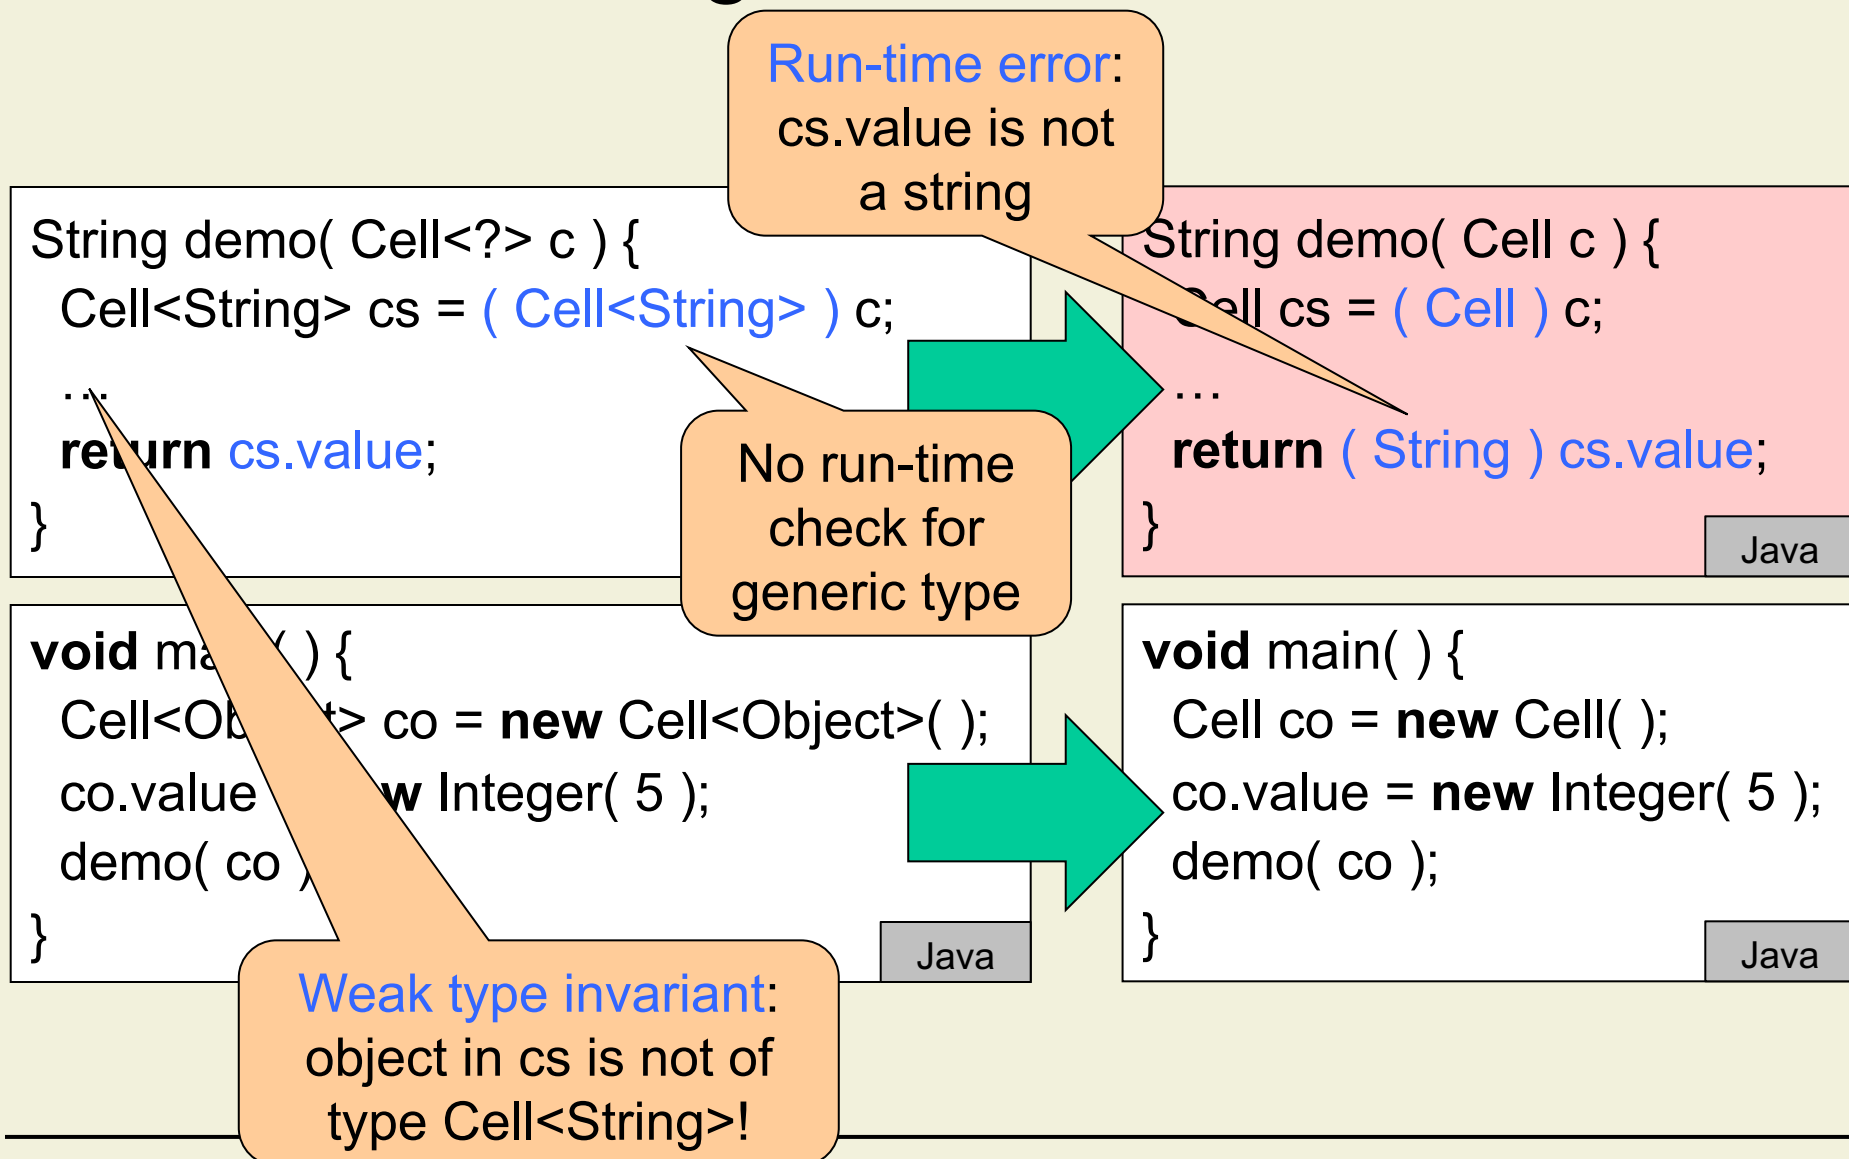 Run-time error:
cs.value is not
a string
String demo( Cell<?> c ) {
Cell<String> cs = ( Cell<String> ) c;
…
return cs.value;
}
No run-time
check for
generic type
String demo( Cell c ) {
Cell cs = ( Cell ) c;
…
return ( String ) cs.value;
}
Java
void main( ) {
Cell<Object> co = new Cell<Object>( );
co.value = new Integer( 5 );
demo( co );
}
Java
Weak type invariant:
object in cs is not of
type Cell<String>!
void main( ) {
Cell co = new Cell( );
co.value = new Integer( 5 );
demo( co );
}
Java